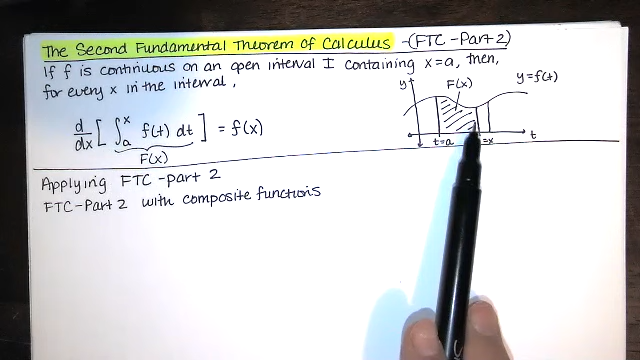 The Second Fundamental Theorem of Calculus - (FTC - Part 2)
If f is continuous on an open interval I containing x=a, then,
for every x in the interval,
d/dx [ ∫_a^x f(t) dt ] = f(x)
F(x)
y
F(x)
y=f(t)
t=a
=x
t
Applying FTC - part 2
FTC - Part 2 with composite functions